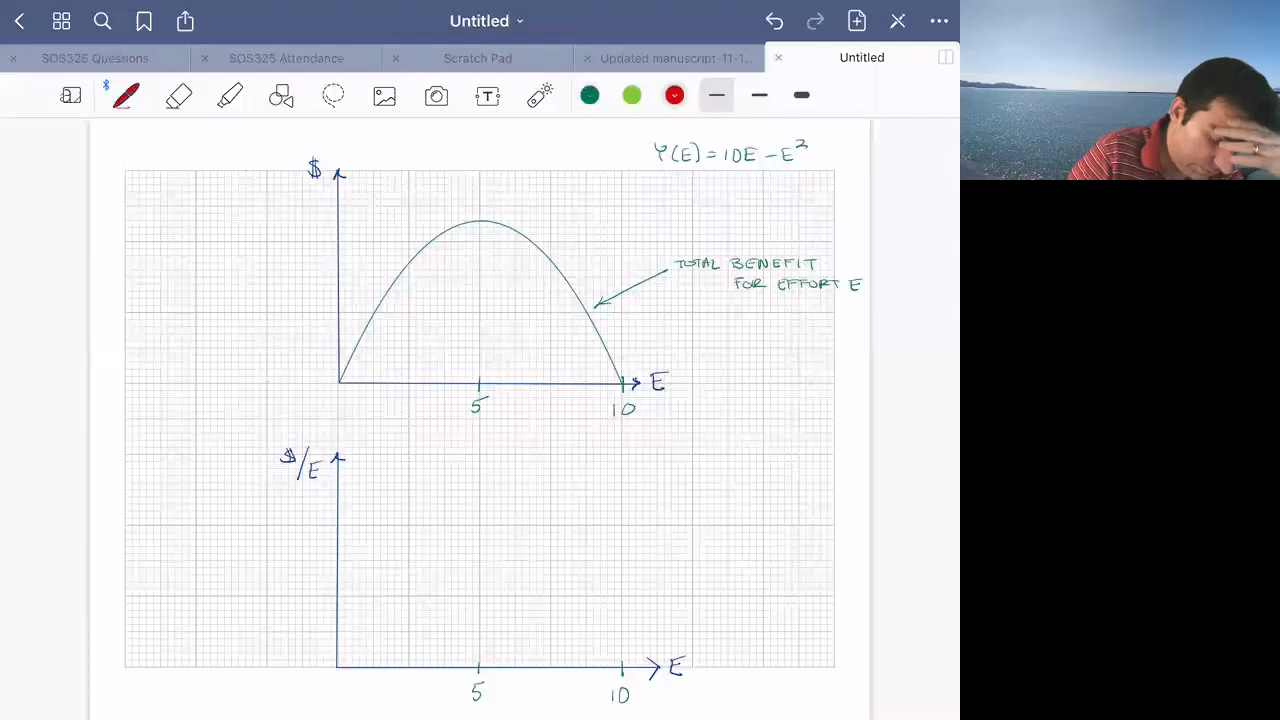 Untitled
SOS325 Questions
SOS325 Attendance
Scratch Pad
Updated manuscript-11-1...
Untitled
Y(E) = 10E - E²
$
TOTAL BENEFIT
FOR EFFORT E
E
5
10
$/E
E
5
10